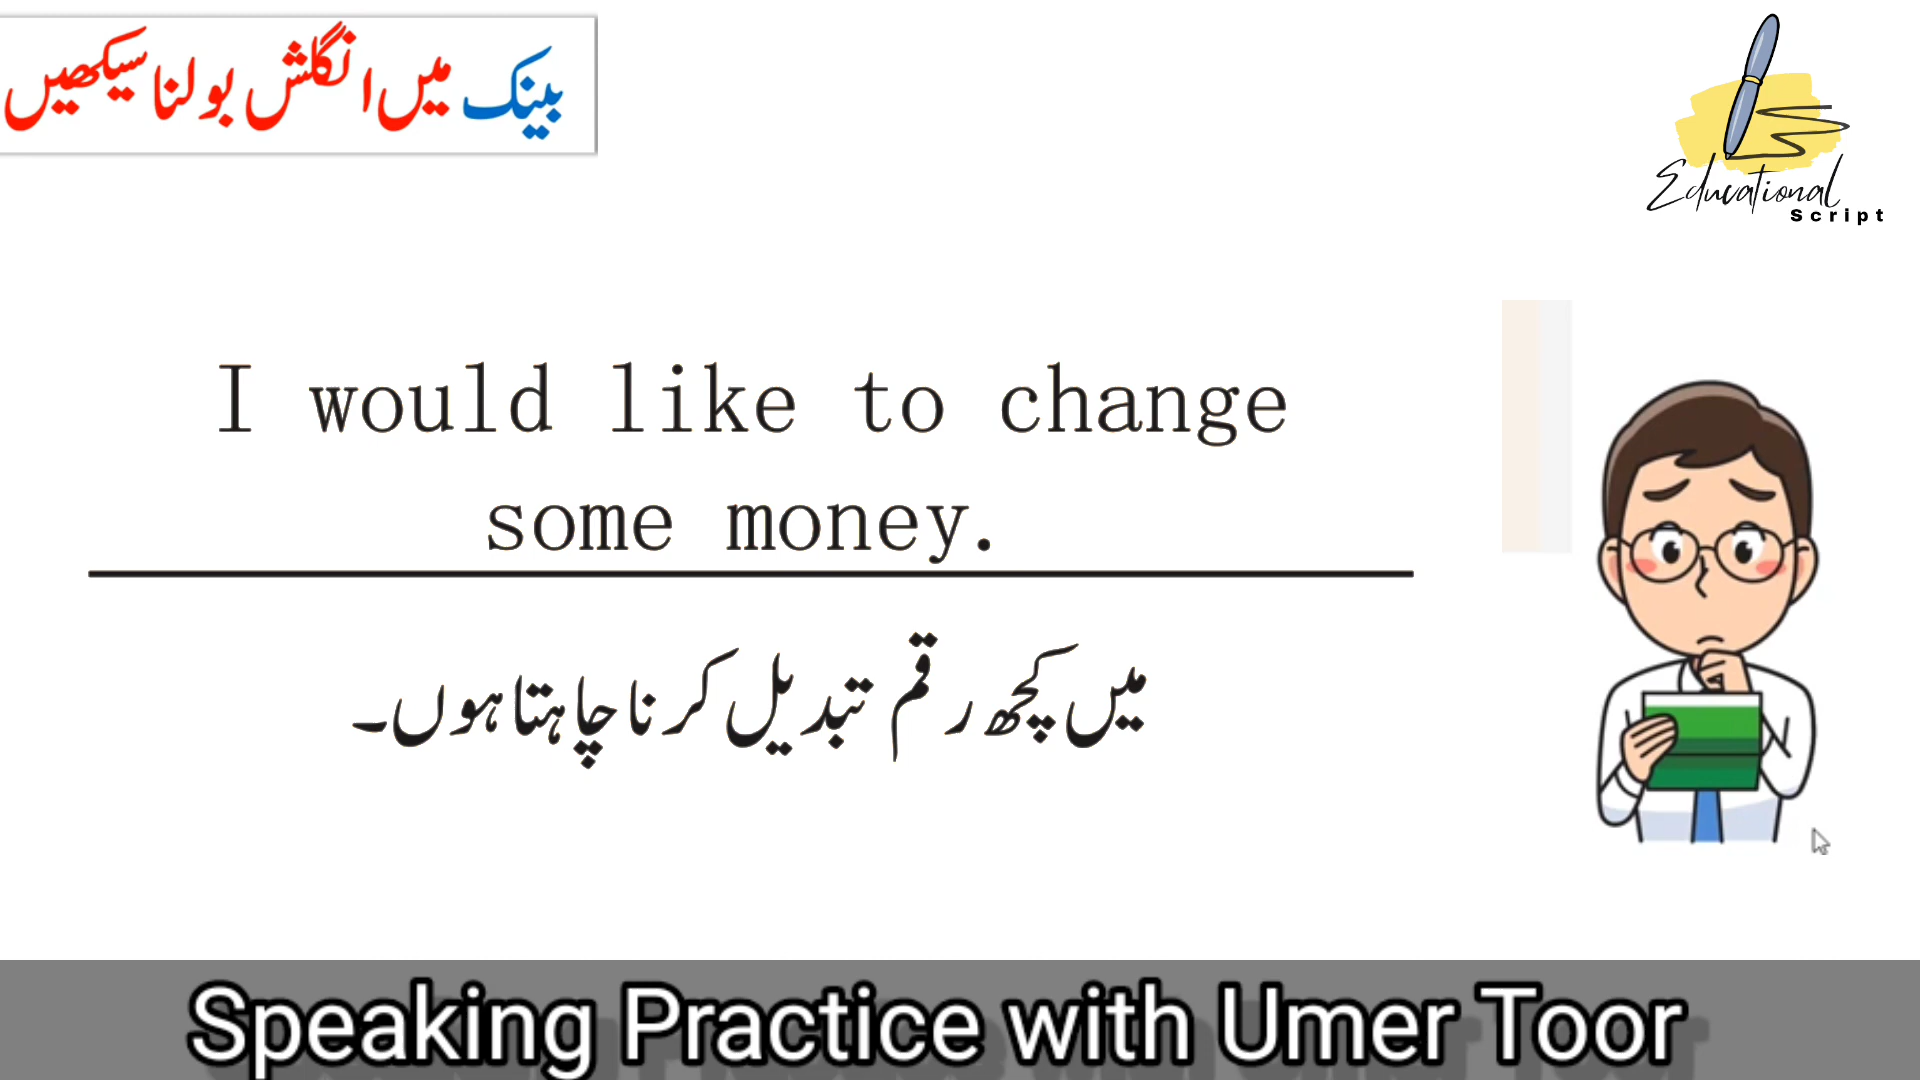 بینک میں انگلش بولنا سیکھیں
Educational
Script
I would like to change
some money.
میں کچھ رقم تبدیل کرنا چاہتا ہوں۔
Speaking Practice with Umer Toor